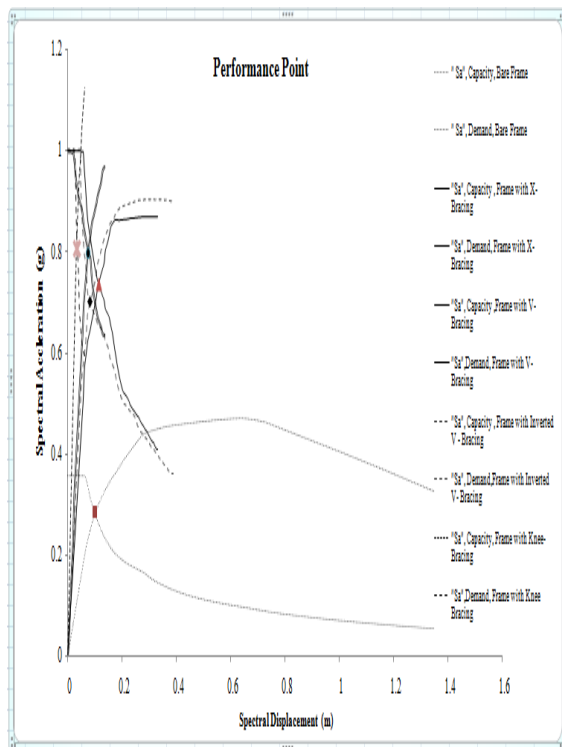 Performance Point
1.2
1
0.8
0.6
0.4
0.2
0
Spectral Accleration (g)
0
0.2
0.4
0.6
0.8
1
1.2
1.4
1.6
Spectral Displacement (m)
"Sa", Capacity, Bare Frame
"Sa", Demand, Bare Frame
"Sa", Capacity , Frame with X-
Bracing
"Sa", Demand, Frame with X-
Bracing
"Sa", Capacity ,Frame with V-
Bracing
"Sa",Demand, Frame with V-
Bracing
"Sa", Capacity , Frame with Inverted
V - Bracing
"Sa", Demand,Frame with Inverted
V- Bracing
"Sa", Capacity, Frame with Knee-
Bracing
"Sa", Demand, Frame with Knee
Bracing